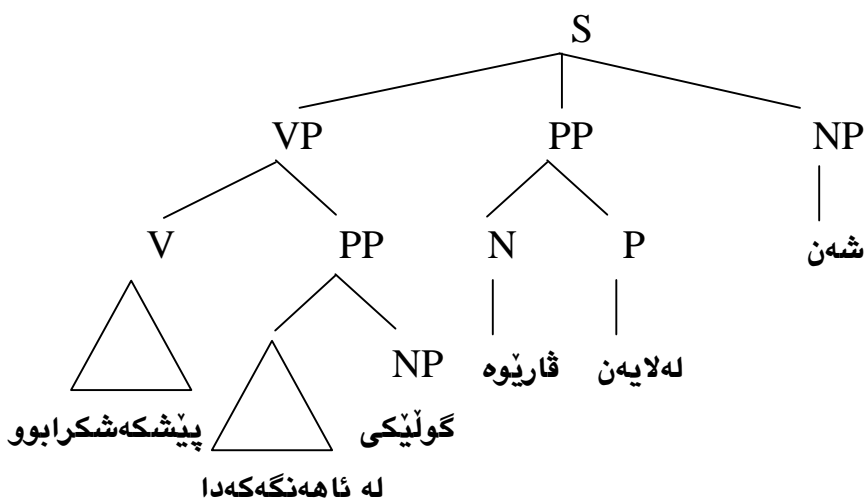 S
NP
PP
VP
شەن
P
N
PP
V
لەلایەن
ڤارێوە
NP
گوڵێکی
پێشکەشکرابوو
لە ئاهەنگەکەدا